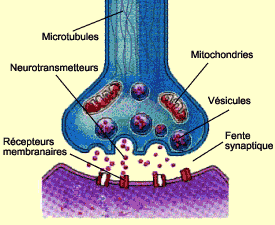 Microtubules
Mitochondries
Neurotransmetteurs
Vésicules
Récepteurs
membranaires
Fente
synaptique